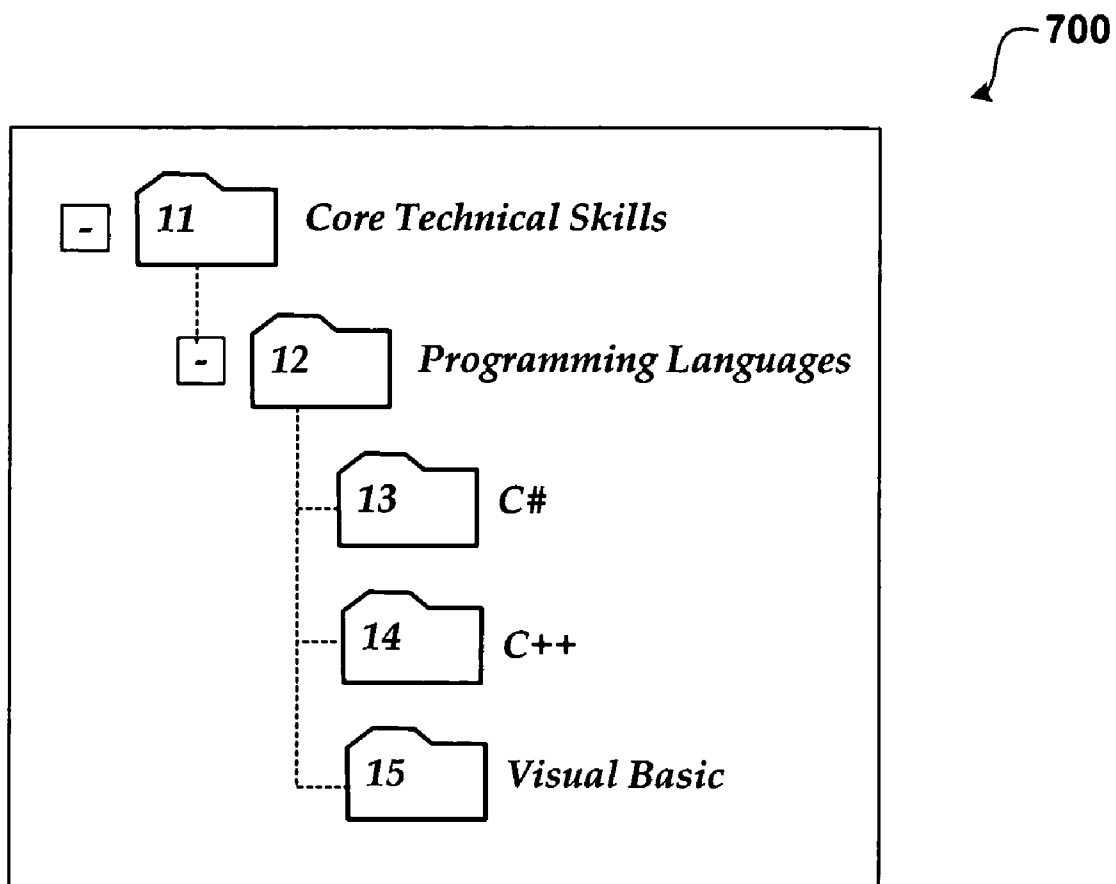 700
- 11 Core Technical Skills
- 12 Programming Languages
13 C#
14 C++
15 Visual Basic